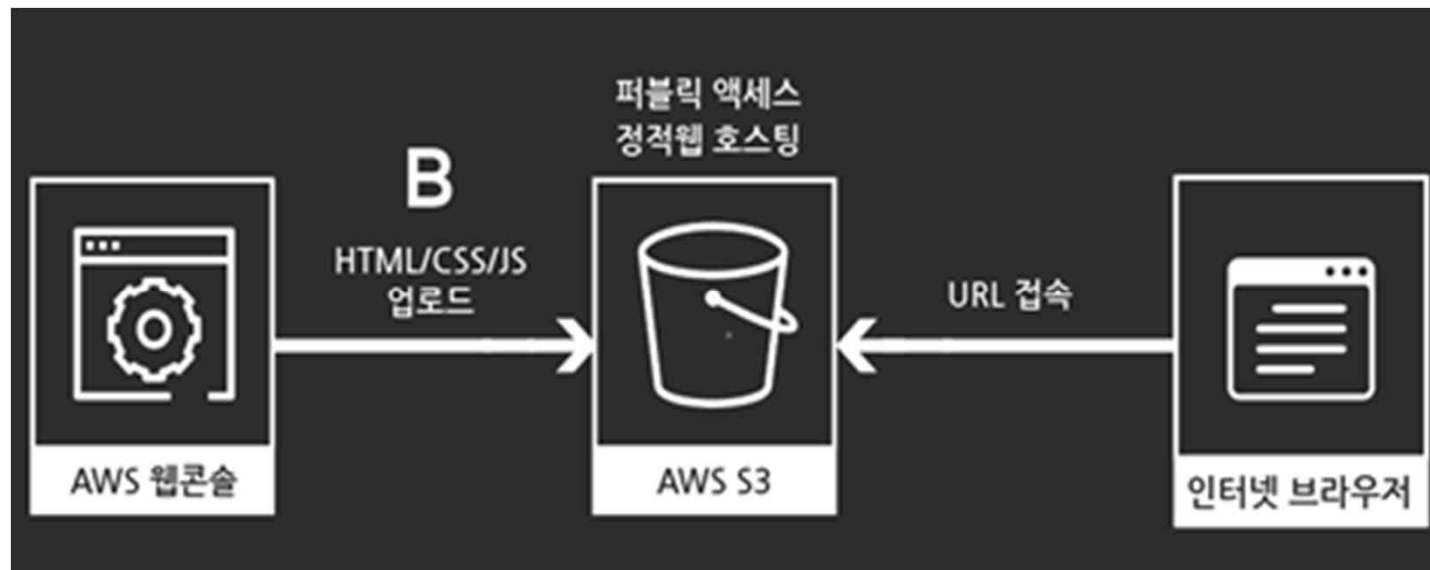 퍼블릭 액세스
정적웹 호스팅
B
HTML/CSS/JS
업로드
URL 접속
AWS 웹콘솔
AWS S3
인터넷 브라우저